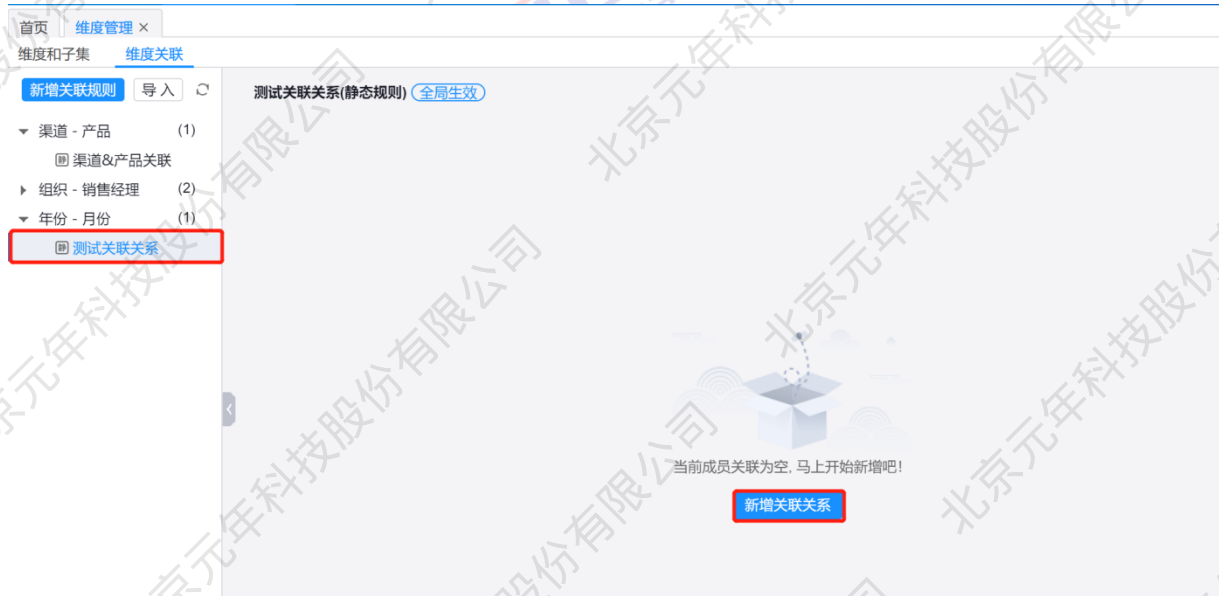 首页 维度管理 ×
维度和子集 维度关联
新增关联规则 导入
测试关联关系(静态规则) 全局生效
渠道 - 产品 (1)
静 渠道&产品关联
组织 - 销售经理 (2)
年份 - 月份 (1)
静 测试关联关系
当前成员关联为空, 马上开始新增吧!
新增关联关系
北京元年科技股份有限公司